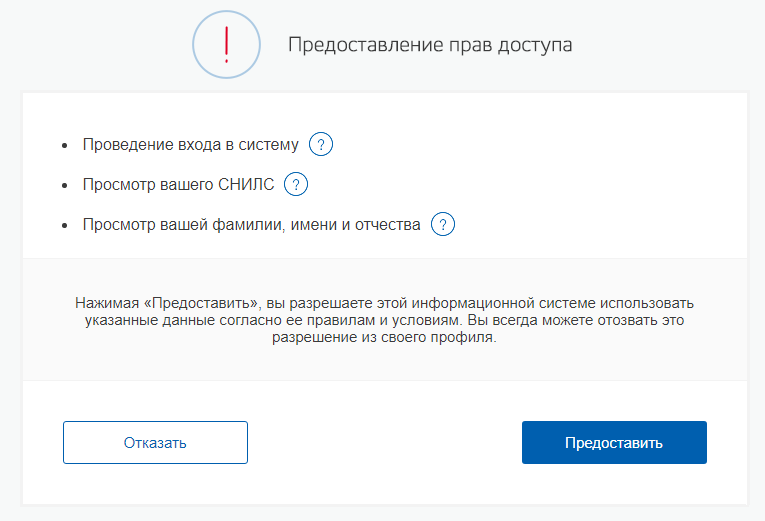 Предоставление прав доступа
Проведение входа в систему ?
Просмотр вашего СНИЛС ?
Просмотр вашей фамилии, имени и отчества ?
Нажимая «Предоставить», вы разрешаете этой информационной системе использовать
указанные данные согласно ее правилам и условиям. Вы всегда можете отозвать это
разрешение из своего профиля.
Отказать
Предоставить